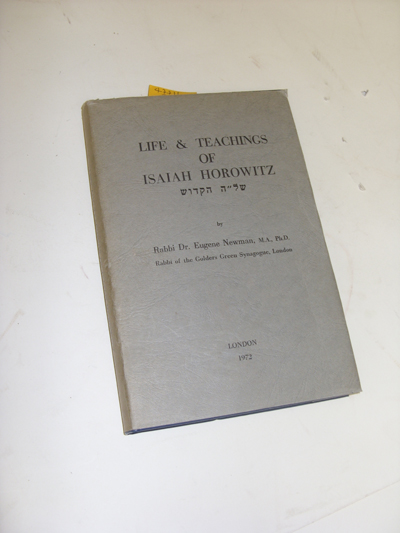 LIFE & TEACHINGS
OF
ISAIAH HOROWITZ
של״ה הקדוש
by
Rabbi Dr. Eugene Newman, M.A., Ph.D.
Rabbi of the Golders Green Synagogue, London
LONDON
1972